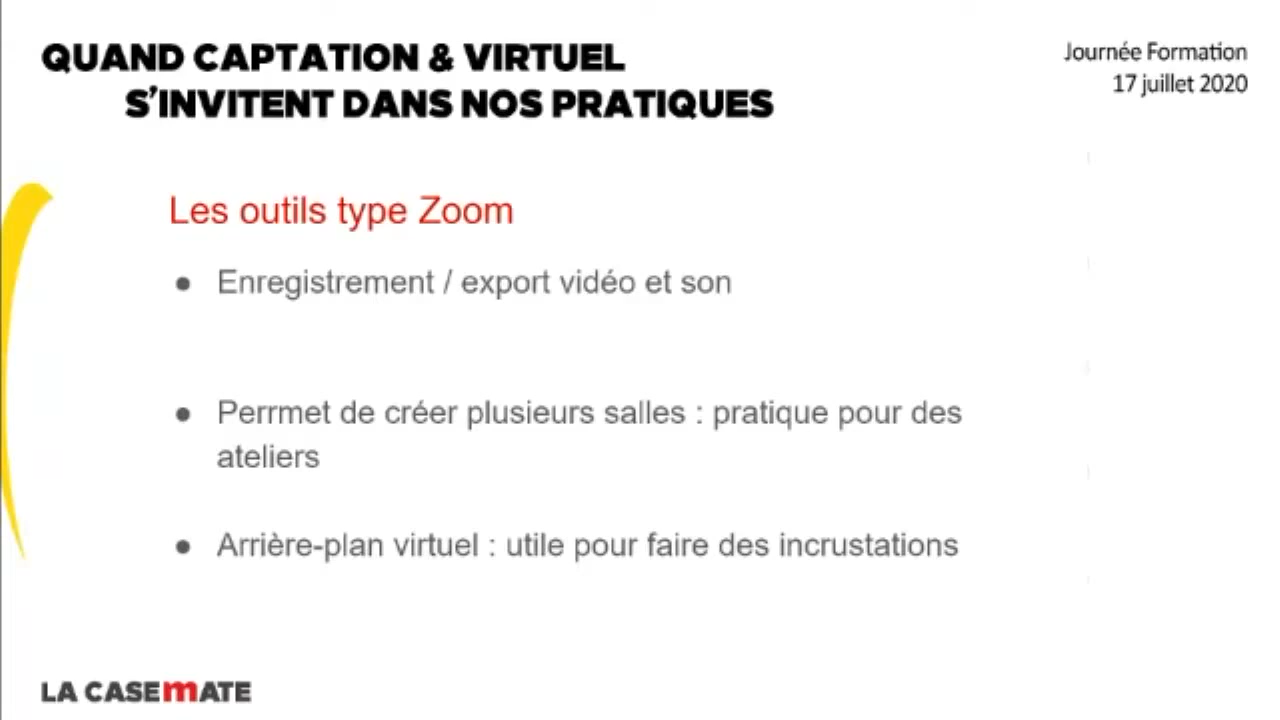 QUAND CAPTATION & VIRTUEL
S'INVITENT DANS NOS PRATIQUES
Journée Formation
17 juillet 2020
Les outils type Zoom
● Enregistrement / export vidéo et son
● Perrmet de créer plusieurs salles : pratique pour des
ateliers
● Arrière-plan virtuel : utile pour faire des incrustations
LA CASEMATE